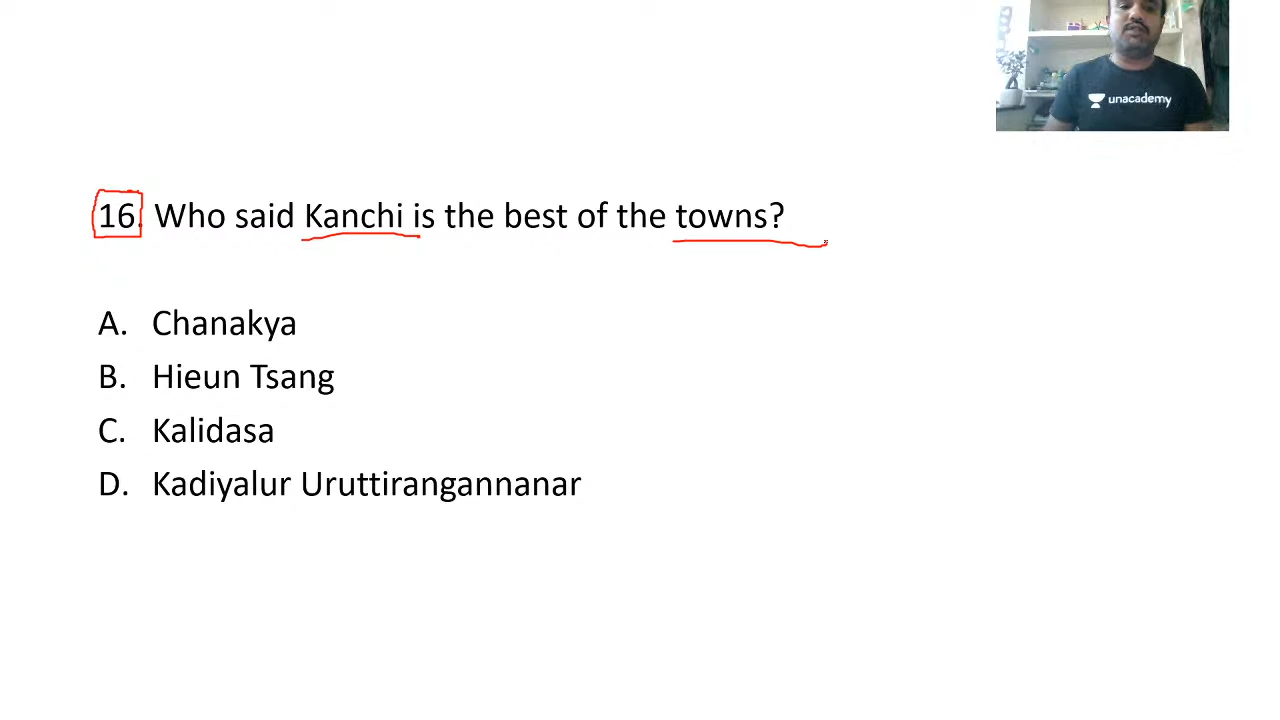 unacademy
16. Who said Kanchi is the best of the towns?
A. Chanakya
B. Hieun Tsang
C. Kalidasa
D. Kadiyalur Uruttirangannanar